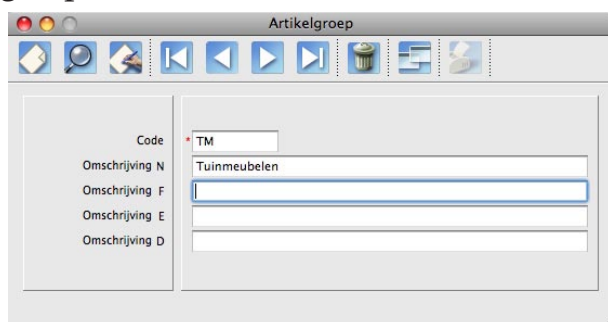 Artikelgroep
Code * TM
Omschrijving N Tuinmeubelen
Omschrijving F
Omschrijving E
Omschrijving D